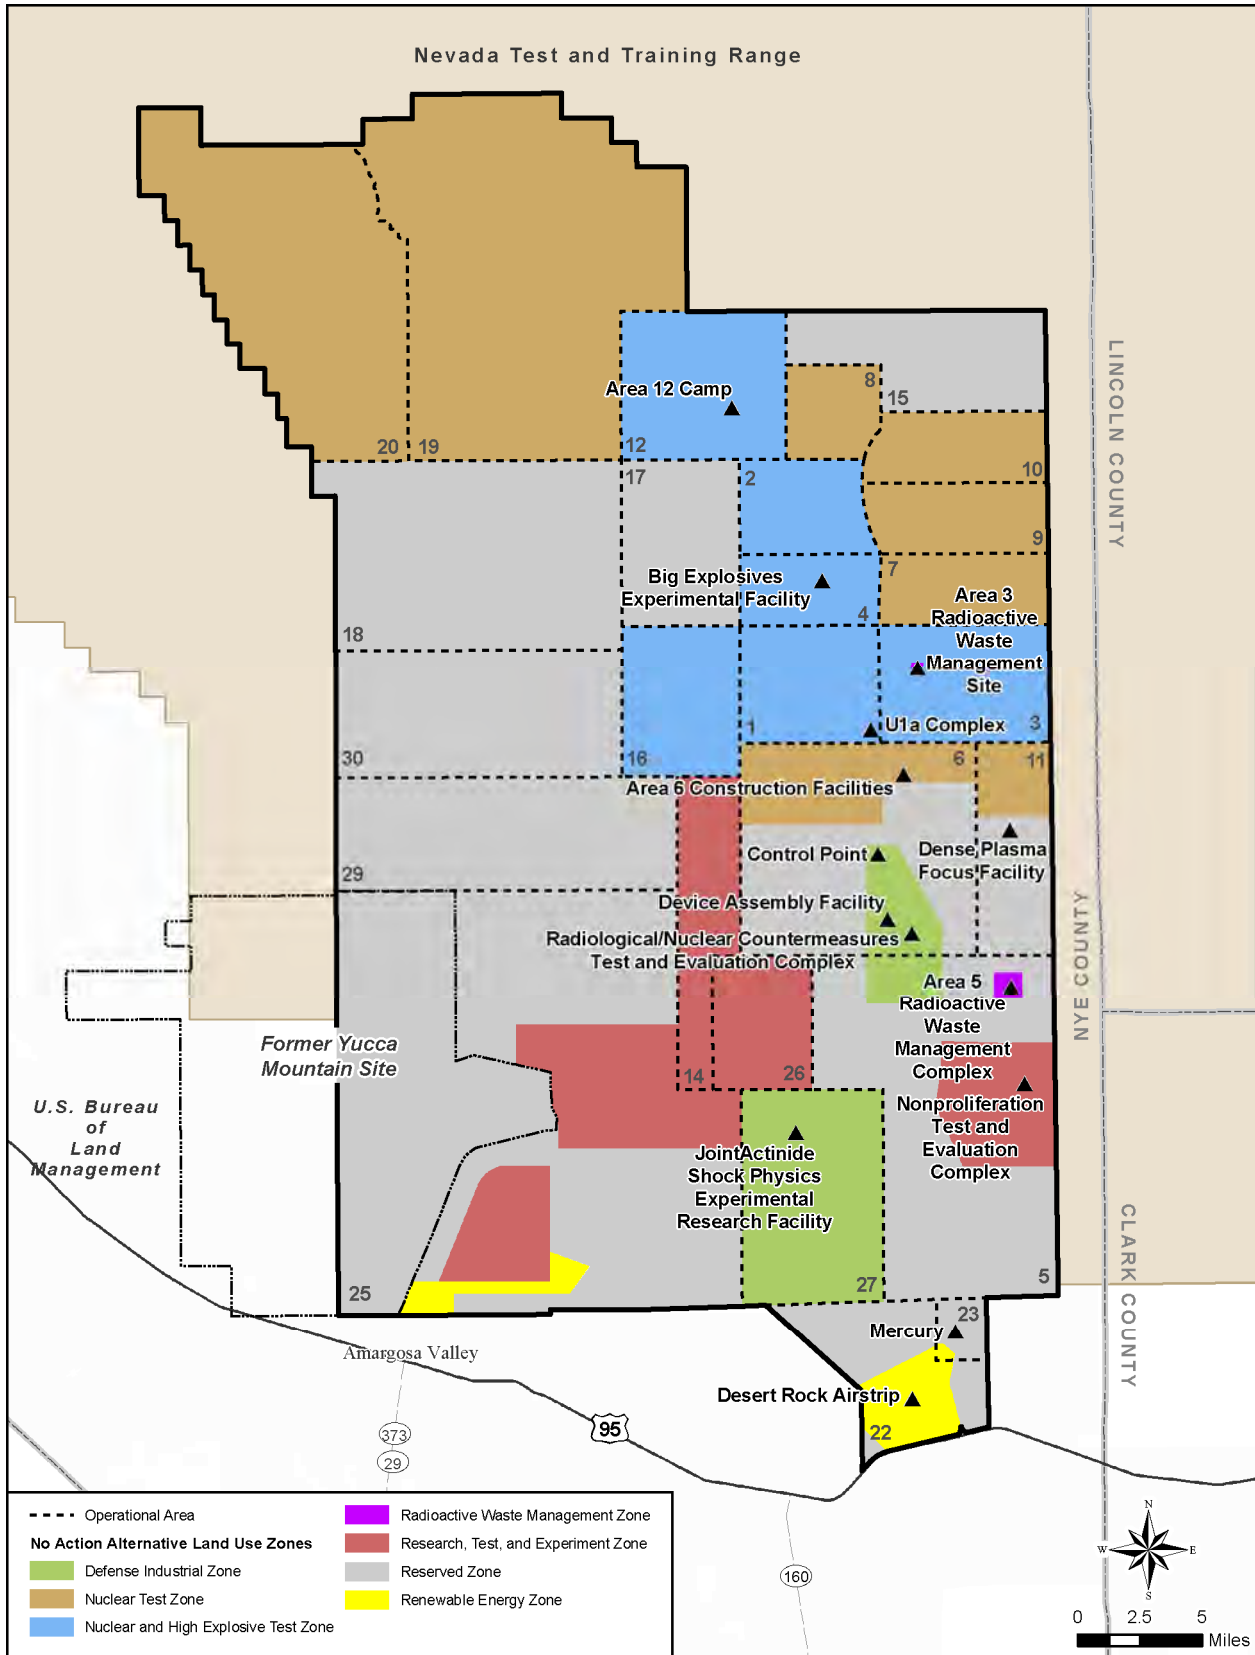 Nevada Test and Training Range
LINCOLN COUNTY
Area 12 Camp
8
15
20
19
12
10
17
2
9
Big Explosives
Experimental Facility
7
4
Area 3
Radioactive
Waste
Management
Site
18
U1a Complex
1
3
30
16
6
11
Area 6 Construction Facilities
Control Point
Dense Plasma
Focus Facility
29
Device Assembly Facility
Radiological/Nuclear Countermeasures
Test and Evaluation Complex
NYE COUNTY
Area 5
Radioactive
Waste
Management
Complex
Former Yucca
Mountain Site
14
26
U.S. Bureau
of
Land
Management
Nonproliferation
Test and
Evaluation
Complex
JointActinide
Shock Physics
Experimental
Research Facility
CLARK COUNTY
25
27
5
23
Mercury
Amargosa Valley
Desert Rock Airstrip
22
95
373
29
160
Operational Area
No Action Alternative Land Use Zones
Defense Industrial Zone
Nuclear Test Zone
Nuclear and High Explosive Test Zone
Radioactive Waste Management Zone
Research, Test, and Experiment Zone
Reserved Zone
Renewable Energy Zone
N
W
E
S
0 2.5 5
Miles